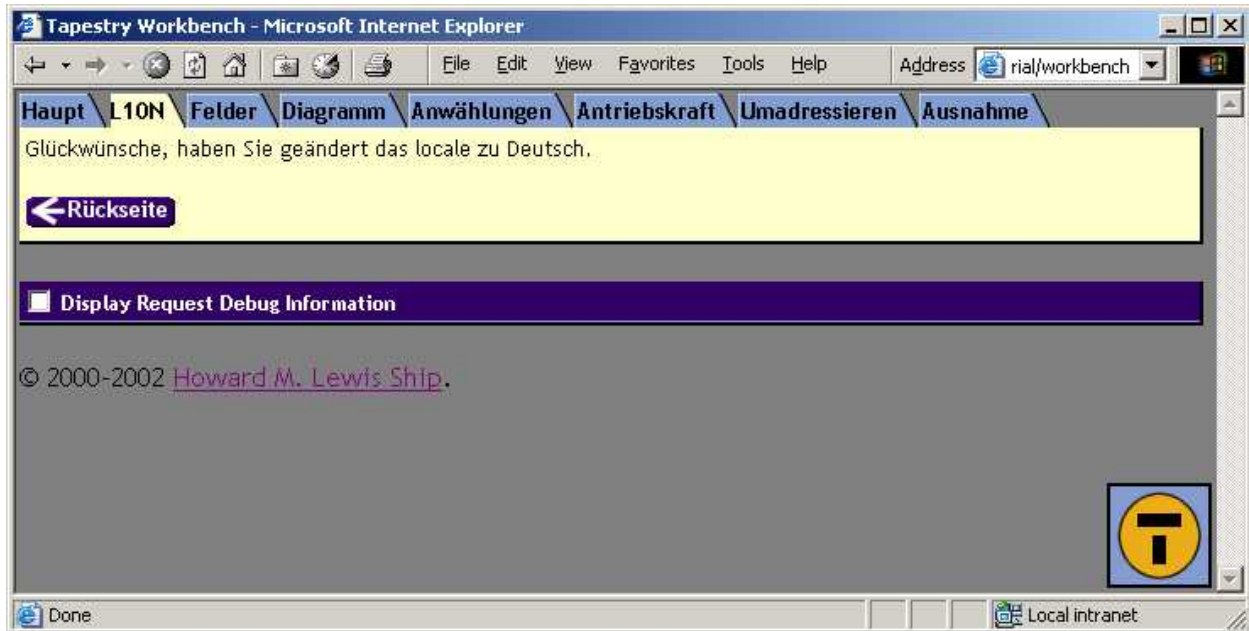 Tapestry Workbench - Microsoft Internet Explorer
File Edit View Favorites Tools Help Address rial/workbench
Haupt L10N Felder Diagramm Anwählungen Antriebskraft Umadressieren Ausnahme
Glückwünsche, haben Sie geändert das locale zu Deutsch.
Rückseite
Display Request Debug Information
© 2000-2002 Howard M. Lewis Ship.
T
Done Local intranet